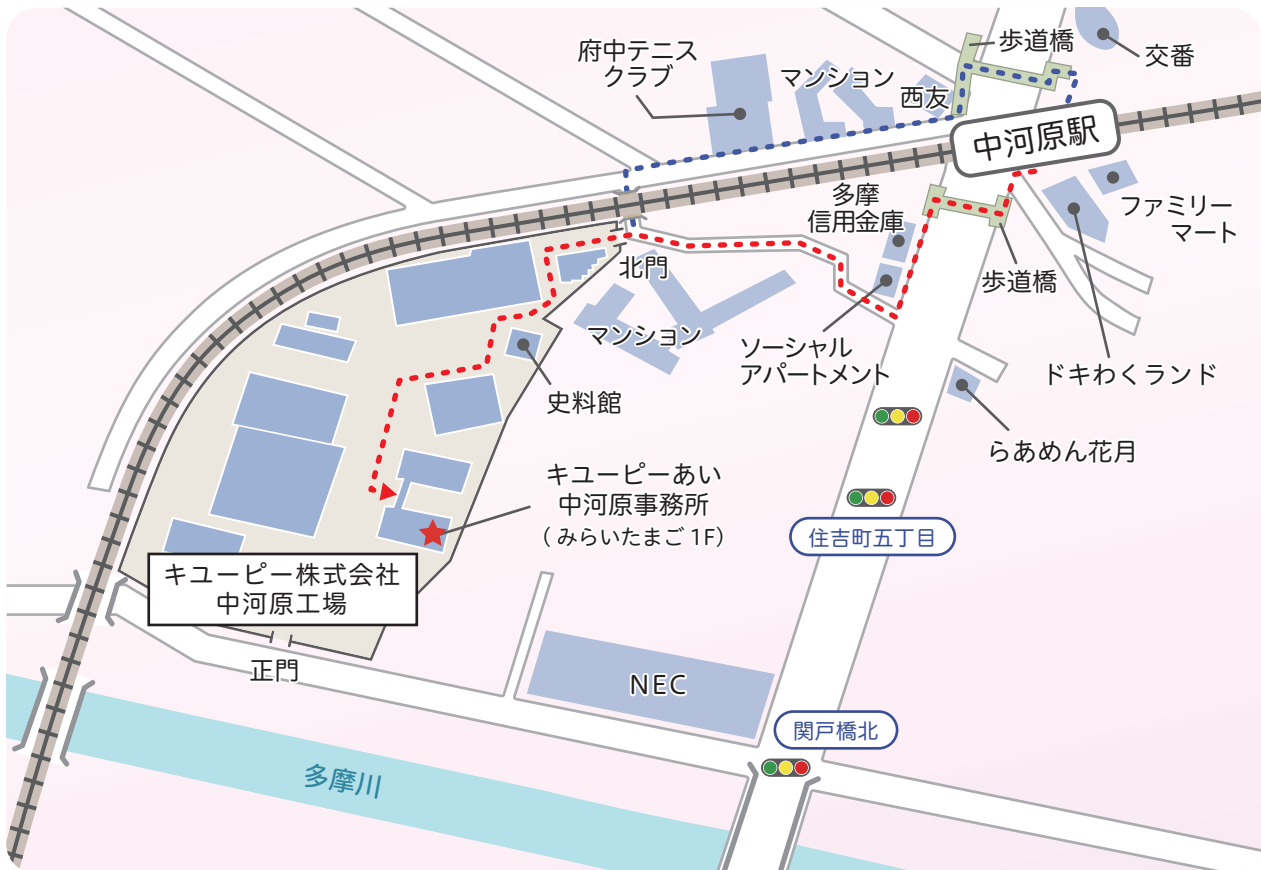 府中テニス
クラブ
マンション
西友
歩道橋
交番
中河原駅
多摩
信用金庫
ファミリー
マート
北門
歩道橋
マンション
ソーシャル
アパートメント
ドキわくランド
史料館
らあめん花月
キユーピーあい
中河原事務所
（みらいたまご 1F）
住吉町五丁目
キユーピー株式会社
中河原工場
正門
NEC
関戸橋北
多摩川